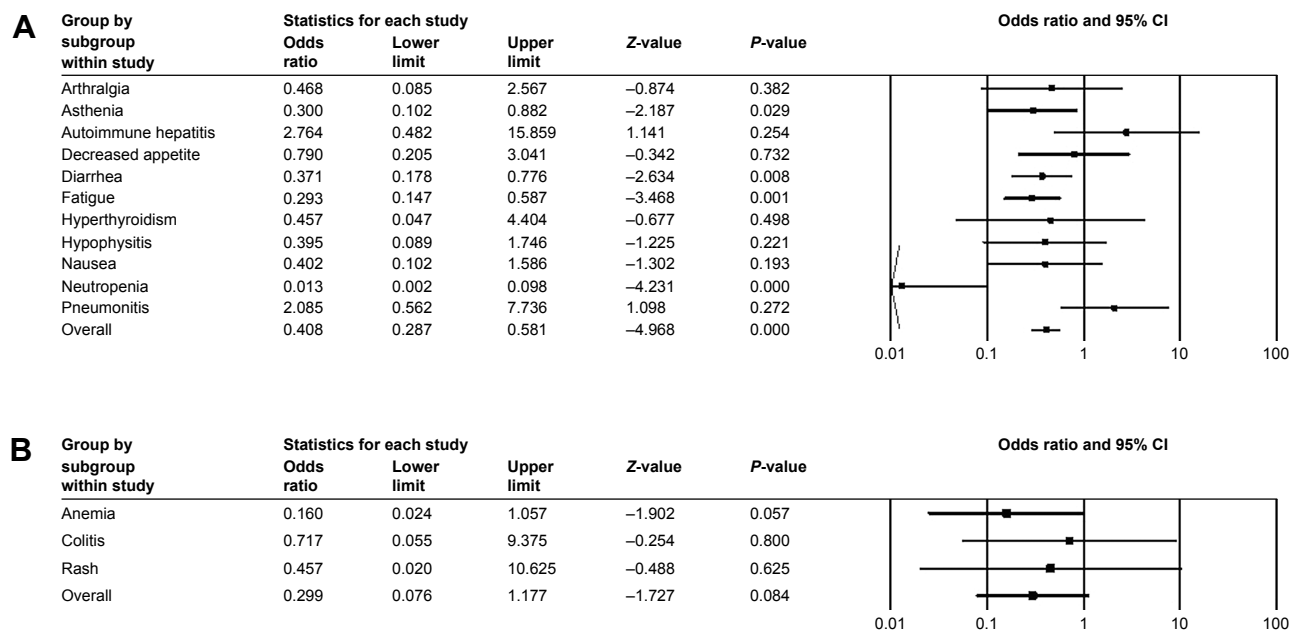 A
Group by Statistics for each study Odds ratio and 95% CI
subgroup Odds Lower Upper Z-value P-value
within study ratio limit limit
Arthralgia 0.468 0.085 2.567 –0.874 0.382
Asthenia 0.300 0.102 0.882 –2.187 0.029
Autoimmune hepatitis 2.764 0.482 15.859 1.141 0.254
Decreased appetite 0.790 0.205 3.041 –0.342 0.732
Diarrhea 0.371 0.178 0.776 –2.634 0.008
Fatigue 0.293 0.147 0.587 –3.468 0.001
Hyperthyroidism 0.457 0.047 4.404 –0.677 0.498
Hypophysitis 0.395 0.089 1.746 –1.225 0.221
Nausea 0.402 0.102 1.586 –1.302 0.193
Neutropenia 0.013 0.002 0.098 –4.231 0.000
Pneumonitis 2.085 0.562 7.736 1.098 0.272
Overall 0.408 0.287 0.581 –4.968 0.000
0.01 0.1 1 10 100
B
Group by Statistics for each study Odds ratio and 95% CI
subgroup Odds Lower Upper Z-value P-value
within study ratio limit limit
Anemia 0.160 0.024 1.057 –1.902 0.057
Colitis 0.717 0.055 9.375 –0.254 0.800
Rash 0.457 0.020 10.625 –0.488 0.625
Overall 0.299 0.076 1.177 –1.727 0.084
0.01 0.1 1 10 100